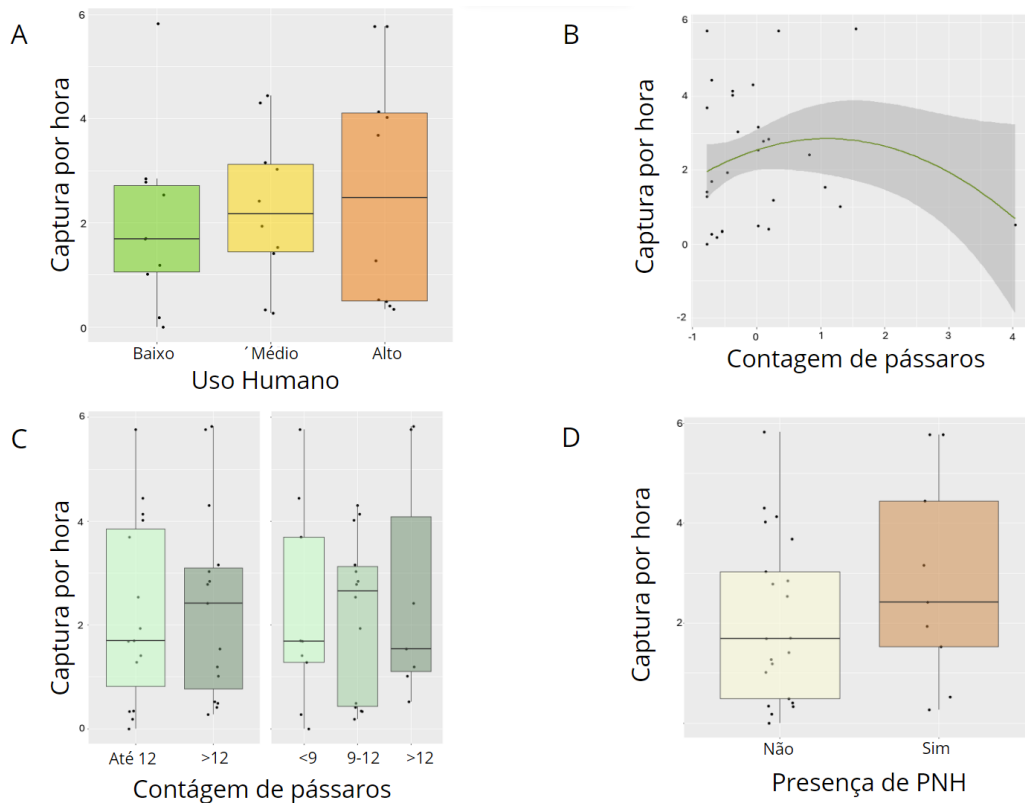 A
Captura por hora
6
4
2
0
Baixo ´Médio Alto
Uso Humano
B
Captura por hora
6
4
2
0
-2
-1 0 1 2 3 4
Contagem de pássaros
C
Captura por hora
6
4
2
0
Até 12 >12 <9 9-12 >12
Contágem de pássaros
D
Captura por hora
6
4
2
Não Sim
Presença de PNH